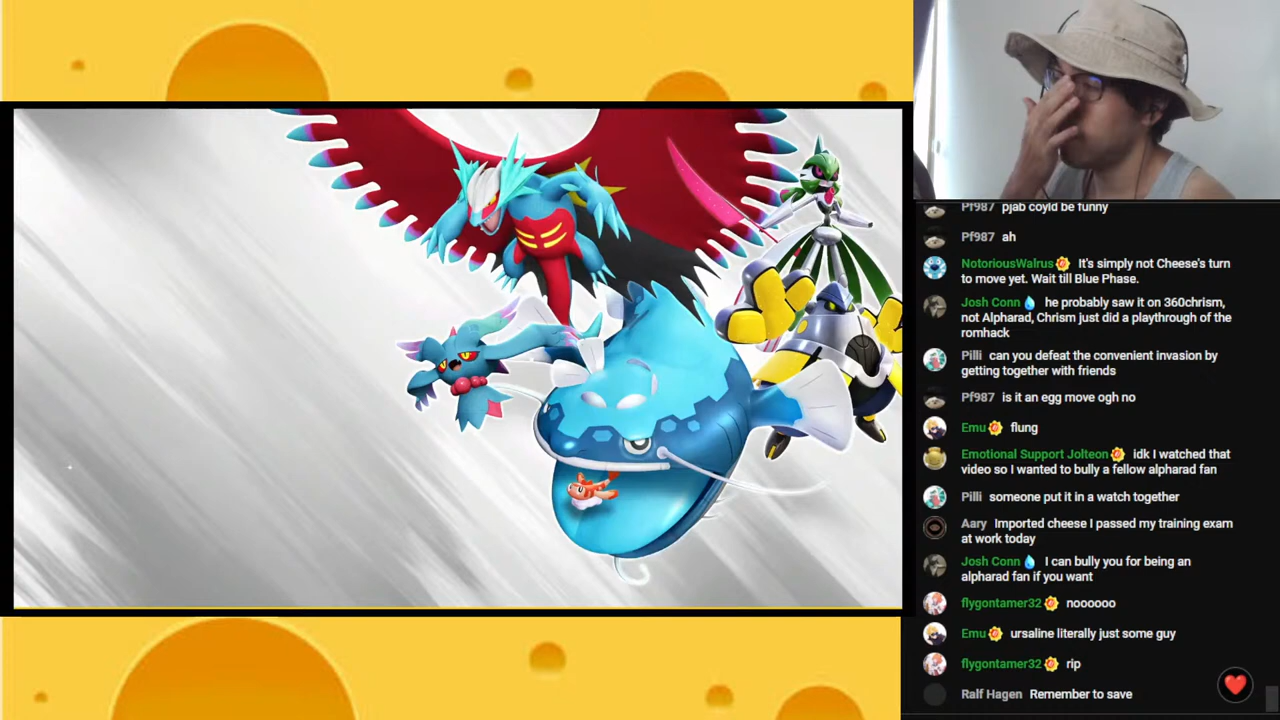 Pf987 pjab coyld be funny
Pf987 ah
NotoriousWalrus It's simply not Cheese's turn
to move yet. Wait till Blue Phase.
Josh Conn he probably saw it on 360chrism,
not Alpharad, Chrism just did a playthrough of the
romhack
Pilli can you defeat the convenient invasion by
getting together with friends
Pf987 is it an egg move ogh no
Emu flung
Emotional Support Jolteon idk I watched that
video so I wanted to bully a fellow alpharad fan
Pilli someone put it in a watch together
Aary Imported cheese I passed my training exam
at work today
Josh Conn I can bully you for being an
alpharad fan if you want
flygontamer32 noooooo
Emu ursaline literally just some guy
flygontamer32 rip
Ralf Hagen Remember to save